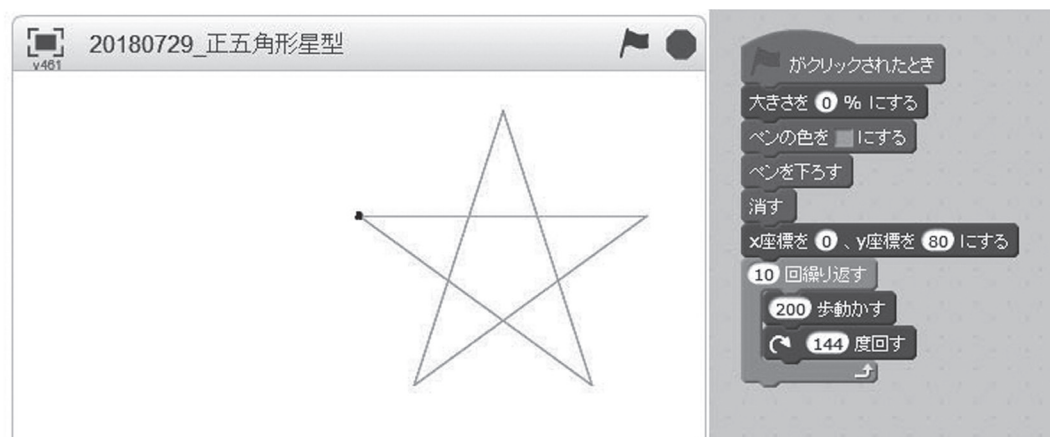 20180729_正五角形星型
v461
がクリックされたとき
大きさを 0 % にする
ペンの色を にする
ペンを下ろす
消す
x座標を 0 、y座標を 80 にする
10 回繰り返す
200 歩動かす
144 度回す